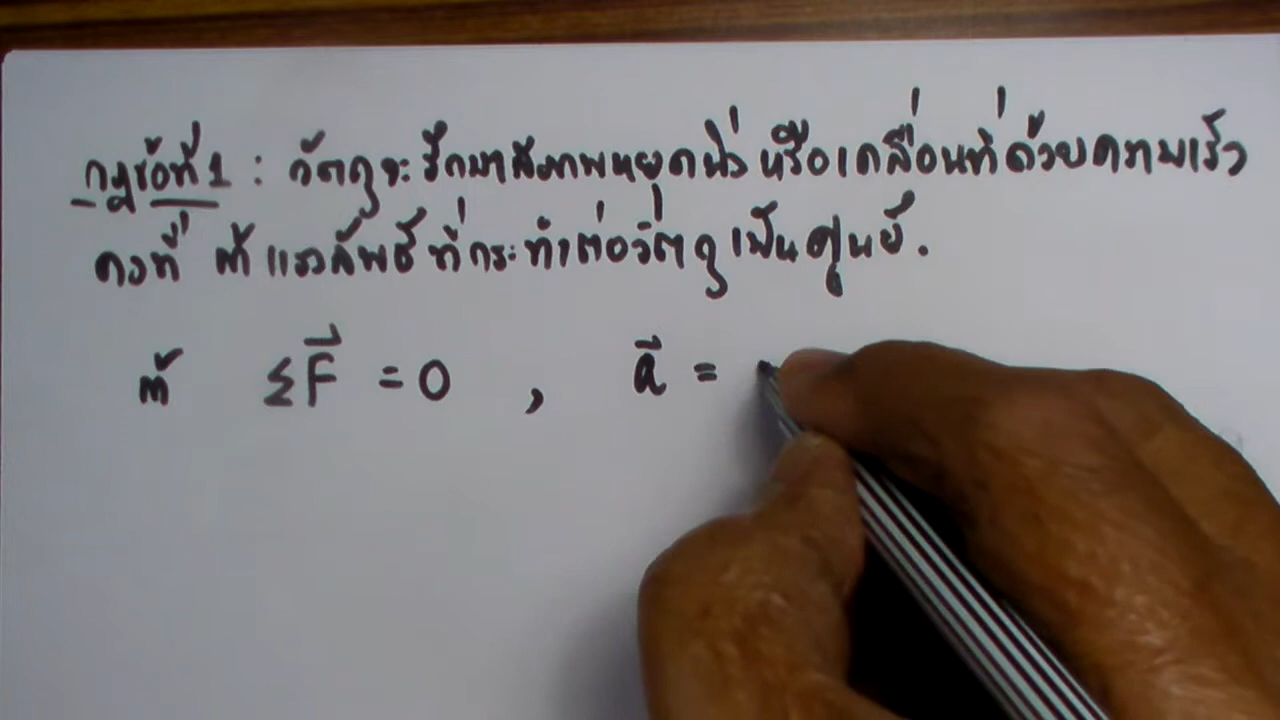 กฎข้อที่ 1 : วัตถุจะรักษาสภาพหยุดนิ่ง หรือเคลื่อนที่ด้วยความเร็ว
คงที่ ถ้าแรงลัพธ์ที่กระทำต่อวัตถุเป็นศูนย์.
ถ้า ΣF⃗ = 0 , a⃗ =